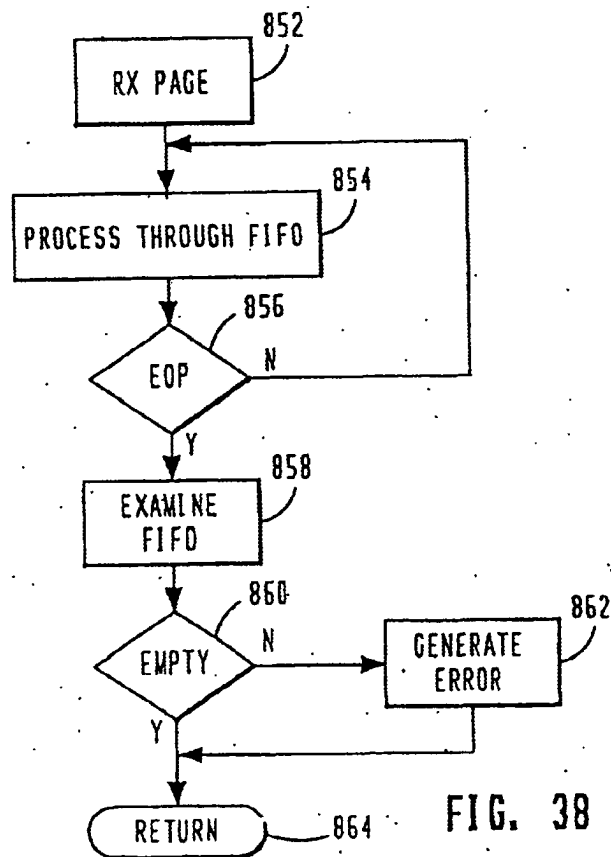 852
RX PAGE
854
PROCESS THROUGH FIFO
856
EOP
N
Y
858
EXAMINE
FIFO
860
EMPTY
N
Y
862
GENERATE
ERROR
RETURN
864
FIG. 38